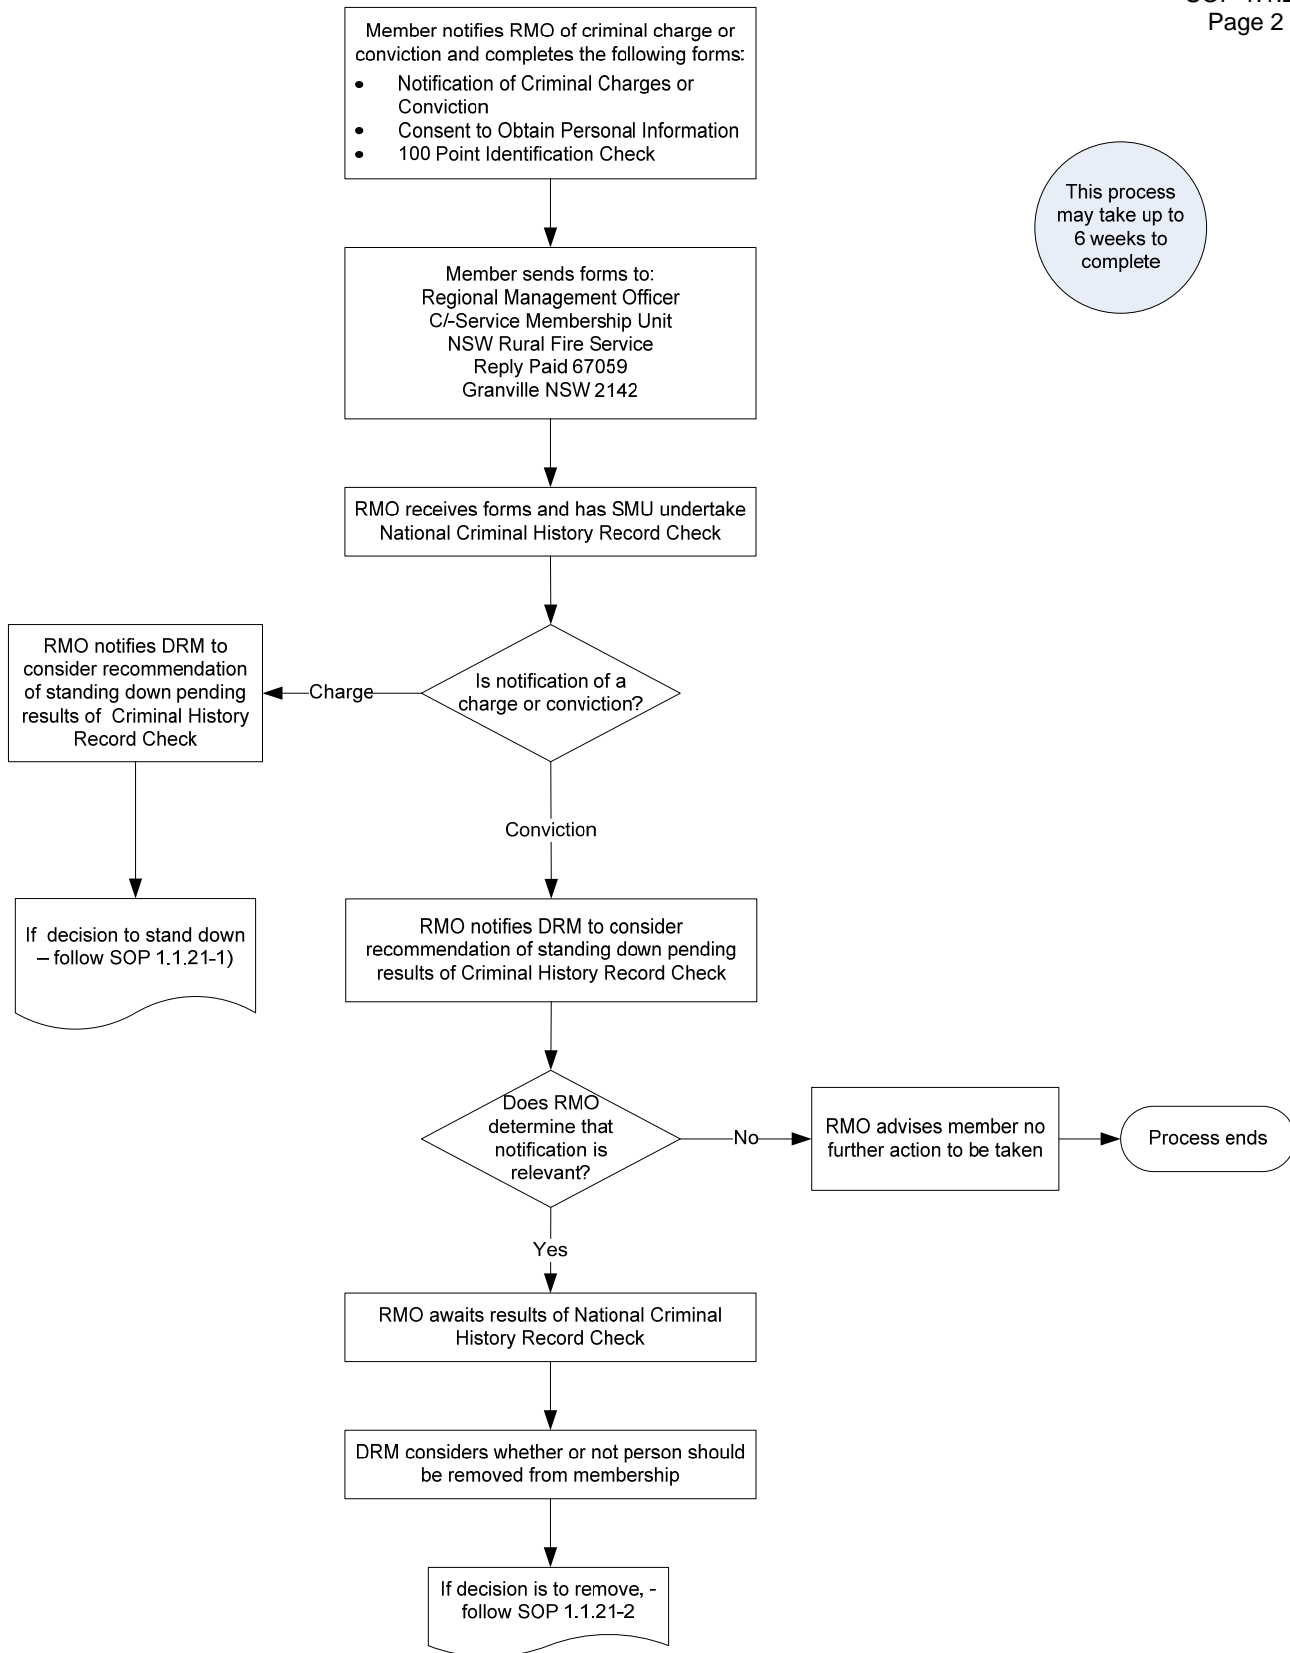 Page 2
Member notifies RMO of criminal charge or
conviction and completes the following forms:
• Notification of Criminal Charges or
Conviction
• Consent to Obtain Personal Information
• 100 Point Identification Check
This process
may take up to
6 weeks to
complete
Member sends forms to:
Regional Management Officer
C/-Service Membership Unit
NSW Rural Fire Service
Reply Paid 67059
Granville NSW 2142
RMO receives forms and has SMU undertake
National Criminal History Record Check
RMO notifies DRM to
consider recommendation
of standing down pending
results of Criminal History
Record Check
Charge
Is notification of a
charge or conviction?
Conviction
If decision to stand down
– follow SOP 1.1.21-1)
RMO notifies DRM to consider
recommendation of standing down pending
results of Criminal History Record Check
Does RMO
determine that
notification is
relevant?
No
RMO advises member no
further action to be taken
Process ends
Yes
RMO awaits results of National Criminal
History Record Check
DRM considers whether or not person should
be removed from membership
If decision is to remove, -
follow SOP 1.1.21-2